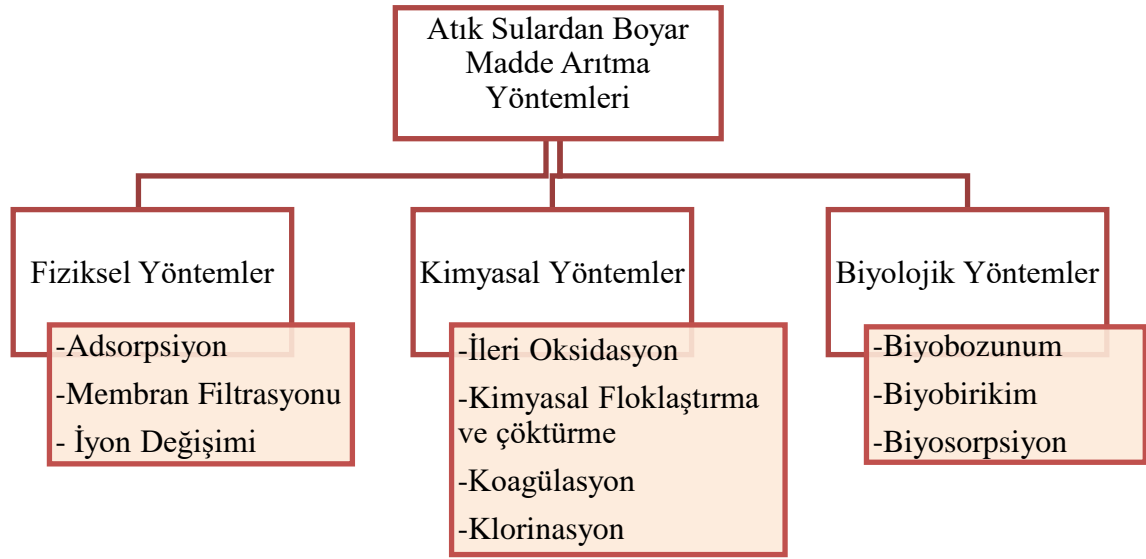 Atık Sulardan Boyar
Madde Arıtma
Yöntemleri
Fiziksel Yöntemler
-Adsorpsiyon
-Membran Filtrasyonu
- İyon Değişimi
Kimyasal Yöntemler
-İleri Oksidasyon
-Kimyasal Floklaştırma
ve çöktürme
-Koagülasyon
-Klorinasyon
Biyolojik Yöntemler
-Biyobozunum
-Biyobirikim
-Biyosorpsiyon